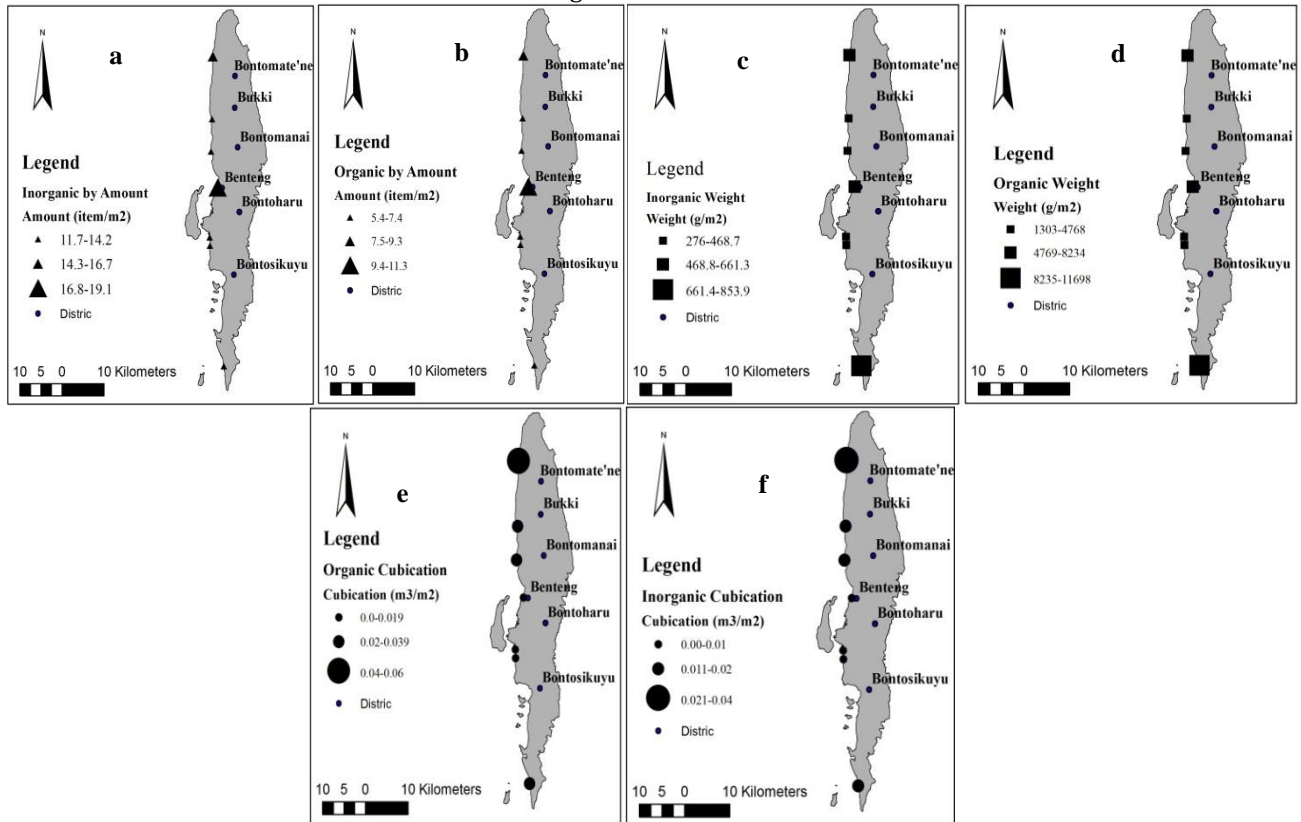 a
N
Bontomate'ne
Bukki
Bontomanai
Legend
Inorganic by Amount
Amount (item/m2)
11.7-14.2
14.3-16.7
16.8-19.1
Distric
Benteng
Bontoharu
Bontosikuyu
10 5 0 10 Kilometers
b
N
Bontomate'ne
Bukki
Bontomanai
Legend
Organic by Amount
Amount (item/m2)
5.4-7.4
7.5-9.3
9.4-11.3
Distric
Benteng
Bontoharu
Bontosikuyu
10 5 0 10 Kilometers
c
N
Bontomate'ne
Bukki
Bontomanai
Legend
Inorganic Weight
Weight (g/m2)
276-468.7
468.8-661.3
661.4-853.9
Distric
Benteng
Bontoharu
Bontosikuyu
10 5 0 10 Kilometers
d
N
Bontomate'ne
Bukki
Bontomanai
Legend
Organic Weight
Weight (g/m2)
1303-4768
4769-8234
8235-11698
Distric
Benteng
Bontoharu
Bontosikuyu
10 5 0 10 Kilometers
e
N
Bontomate'ne
Bukki
Bontomanai
Legend
Organic Cubication
Cubication (m3/m2)
0.0-0.019
0.02-0.039
0.04-0.06
Distric
Benteng
Bontoharu
Bontosikuyu
10 5 0 10 Kilometers
f
N
Bontomate'ne
Bukki
Bontomanai
Legend
Inorganic Cubication
Cubication (m3/m2)
0.00-0.01
0.011-0.02
0.021-0.04
Distric
Benteng
Bontoharu
Bontosikuyu
10 5 0 10 Kilometers